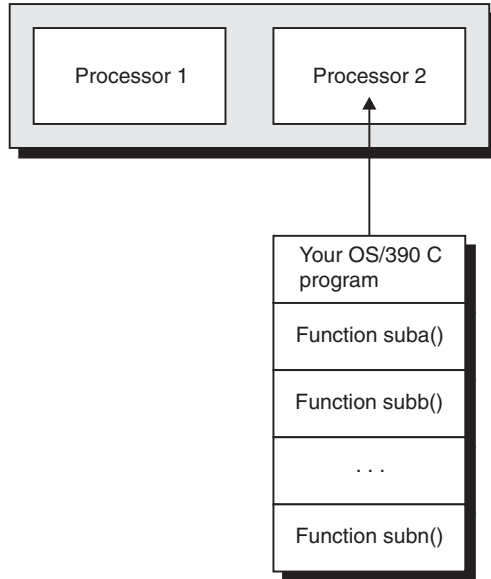 Processor 1
Processor 2
Your OS/390 C
program
Function suba()
Function subb()
. . .
Function subn()